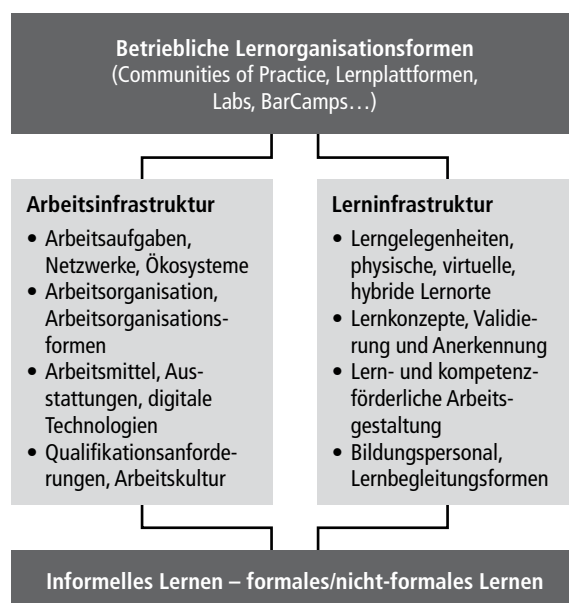 Betriebliche Lernorganisationsformen
(Communities of Practice, Lernplattformen,
Labs, BarCamps…)
Arbeitsinfrastruktur
• Arbeitsaufgaben,
Netzwerke, Ökosysteme
• Arbeitsorganisation,
Arbeitsorganisations-
formen
• Arbeitsmittel, Aus-
stattungen, digitale
Technologien
• Qualifikationsanforde-
rungen, Arbeitskultur
Lerninfrastruktur
• Lerngelegenheiten,
physische, virtuelle,
hybride Lernorte
• Lernkonzepte, Validie-
rung und Anerkennung
• Lern- und kompetenz-
förderliche Arbeits-
gestaltung
• Bildungspersonal,
Lernbegleitungsformen
Informelles Lernen – formales/nicht-formales Lernen